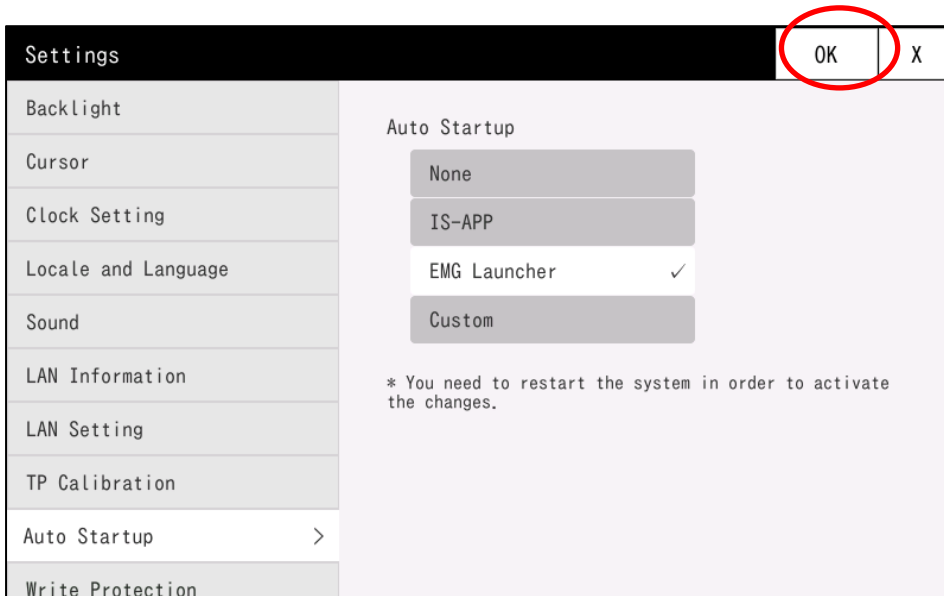 Settings
OK
X
Backlight
Cursor
Clock Setting
Locale and Language
Sound
LAN Information
LAN Setting
TP Calibration
Auto Startup >
Write Protection
Auto Startup
None
IS-APP
EMG Launcher ✓
Custom
* You need to restart the system in order to activate
the changes.